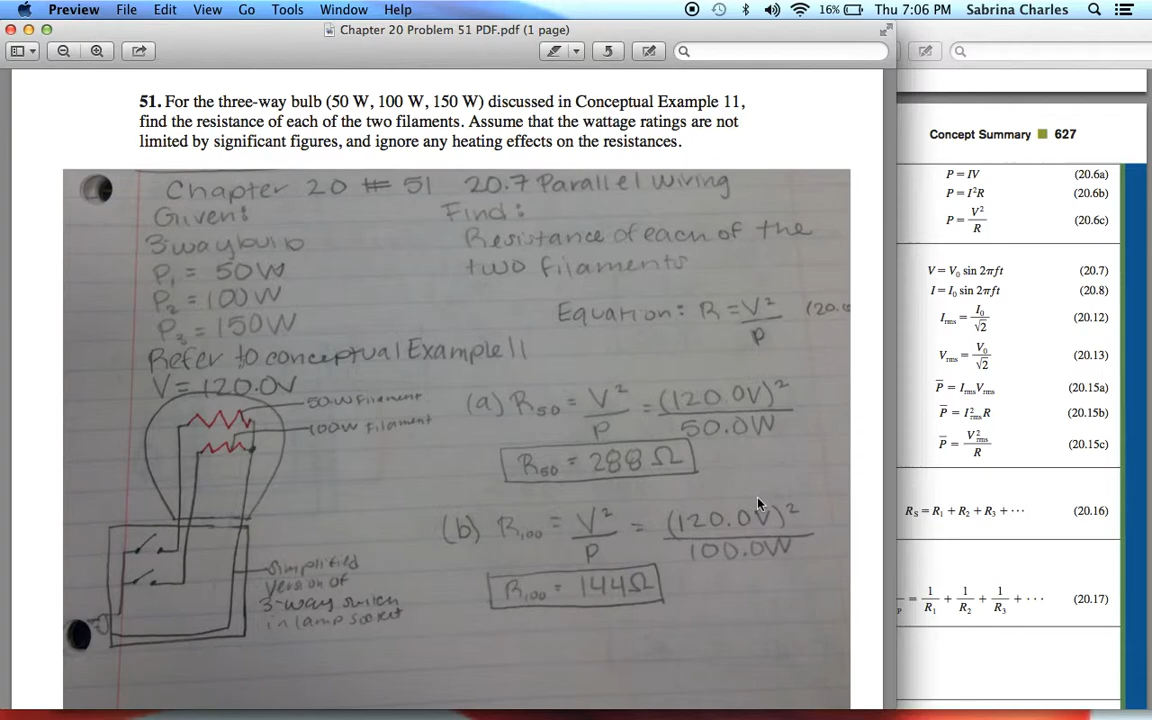 Preview File Edit View Go Tools Window Help 16% Thu 7:06 PM Sabrina Charles
Chapter 20 Problem 51 PDF.pdf (1 page)
51. For the three-way bulb (50 W, 100 W, 150 W) discussed in Conceptual Example 11,
find the resistance of each of the two filaments. Assume that the wattage ratings are not
limited by significant figures, and ignore any heating effects on the resistances.
Chapter 20 # 51 20.7 Parallel Wiring
Given: Find:
3-way bulb Resistance of each of the
P₁ = 50W two filaments
P₂ = 100W
P₃ = 150W Equation: R = V²/P (20.
Refer to conceptual Example 11
V = 120.0V
50W Filament
100W Filament
(a) R₅₀ = V²/P = (120.0V)²/50.0W
R₅₀ = 288 Ω
(b) R₁₀₀ = V²/P = (120.0V)²/100.0W
R₁₀₀ = 144Ω
Simplified
version of
3-way switch
in lamp socket
Concept Summary 627
P = IV (20.6a)
P = I²R (20.6b)
P = V²/R (20.6c)
V = V₀ sin 2πft (20.7)
I = I₀ sin 2πft (20.8)
Irms = I₀/√2 (20.12)
Vrms = V₀/√2 (20.13)
P̄ = IrmsVrms (20.15a)
P̄ = I²rmsR (20.15b)
P̄ = V²rms/R (20.15c)
RS = R₁ + R₂ + R₃ + ··· (20.16)
P = 1/R₁ + 1/R₂ + 1/R₃ + ··· (20.17)